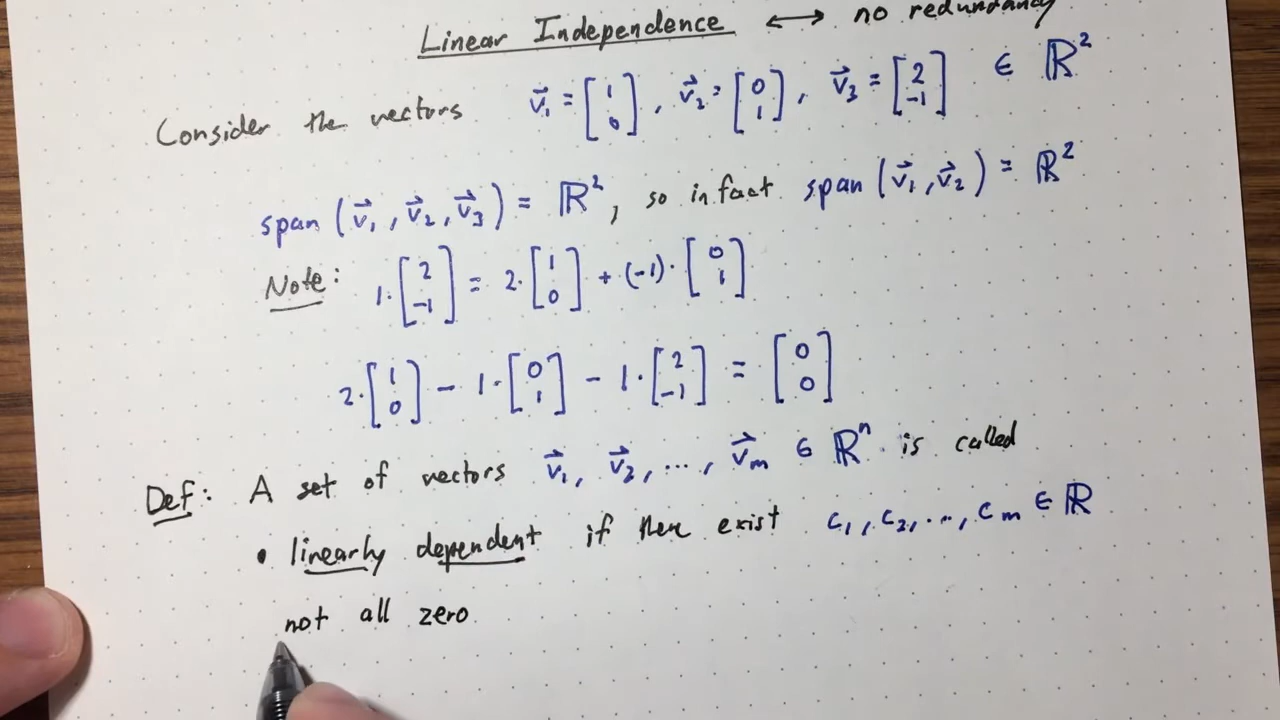 Linear Independence ⟷ no redundancy
Consider the vectors v⃗₁ = [1 0], v⃗₂ = [0 1], v⃗₃ = [2 -1] ∈ ℝ²
span (v⃗₁, v⃗₂, v⃗₃) = ℝ², so in fact span (v⃗₁, v⃗₂) = ℝ²
Note: 1·[2 -1] = 2·[1 0] + (-1)·[0 1]
2·[1 0] - 1·[0 1] - 1·[2 -1] = [0 0]
Def: A set of vectors v⃗₁, v⃗₂, ..., v⃗ₘ ∈ ℝⁿ is called
• linearly dependent if there exist c₁, c₂, ..., cₘ ∈ ℝ
not all zero